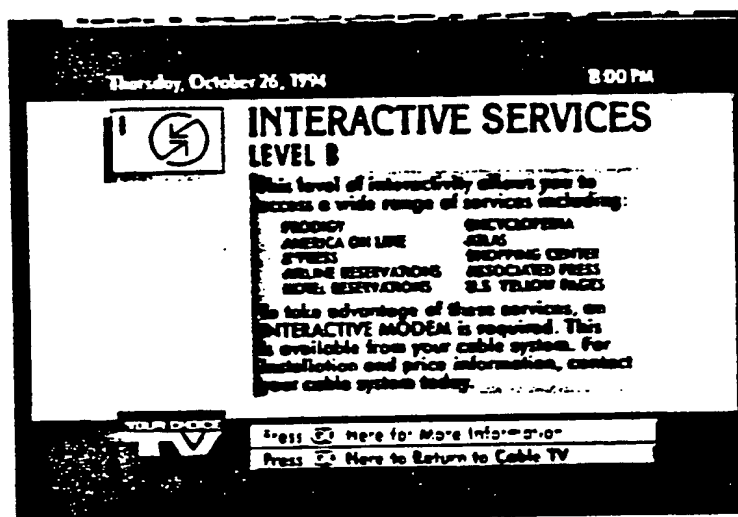 Thursday, October 26, 1994
8:00 PM
INTERACTIVE SERVICES
LEVEL B
This level of interactivity allows you to
access a wide range of services including:
PRODIGY
ENCYCLOPEDIA
AMERICA ON LINE
ATLAS
X*PRESS
SHOPPING CENTER
AIRLINE RESERVATIONS
ASSOCIATED PRESS
HOTEL RESERVATIONS
U.S. YELLOW PAGES
To take advantage of these services, an
INTERACTIVE MODEM is required. This
is available from your cable system. For
installation and price information, contact
your cable system today.
YOUR CHOICE
TV
Press Here for More Information
Press Here to Return to Cable TV